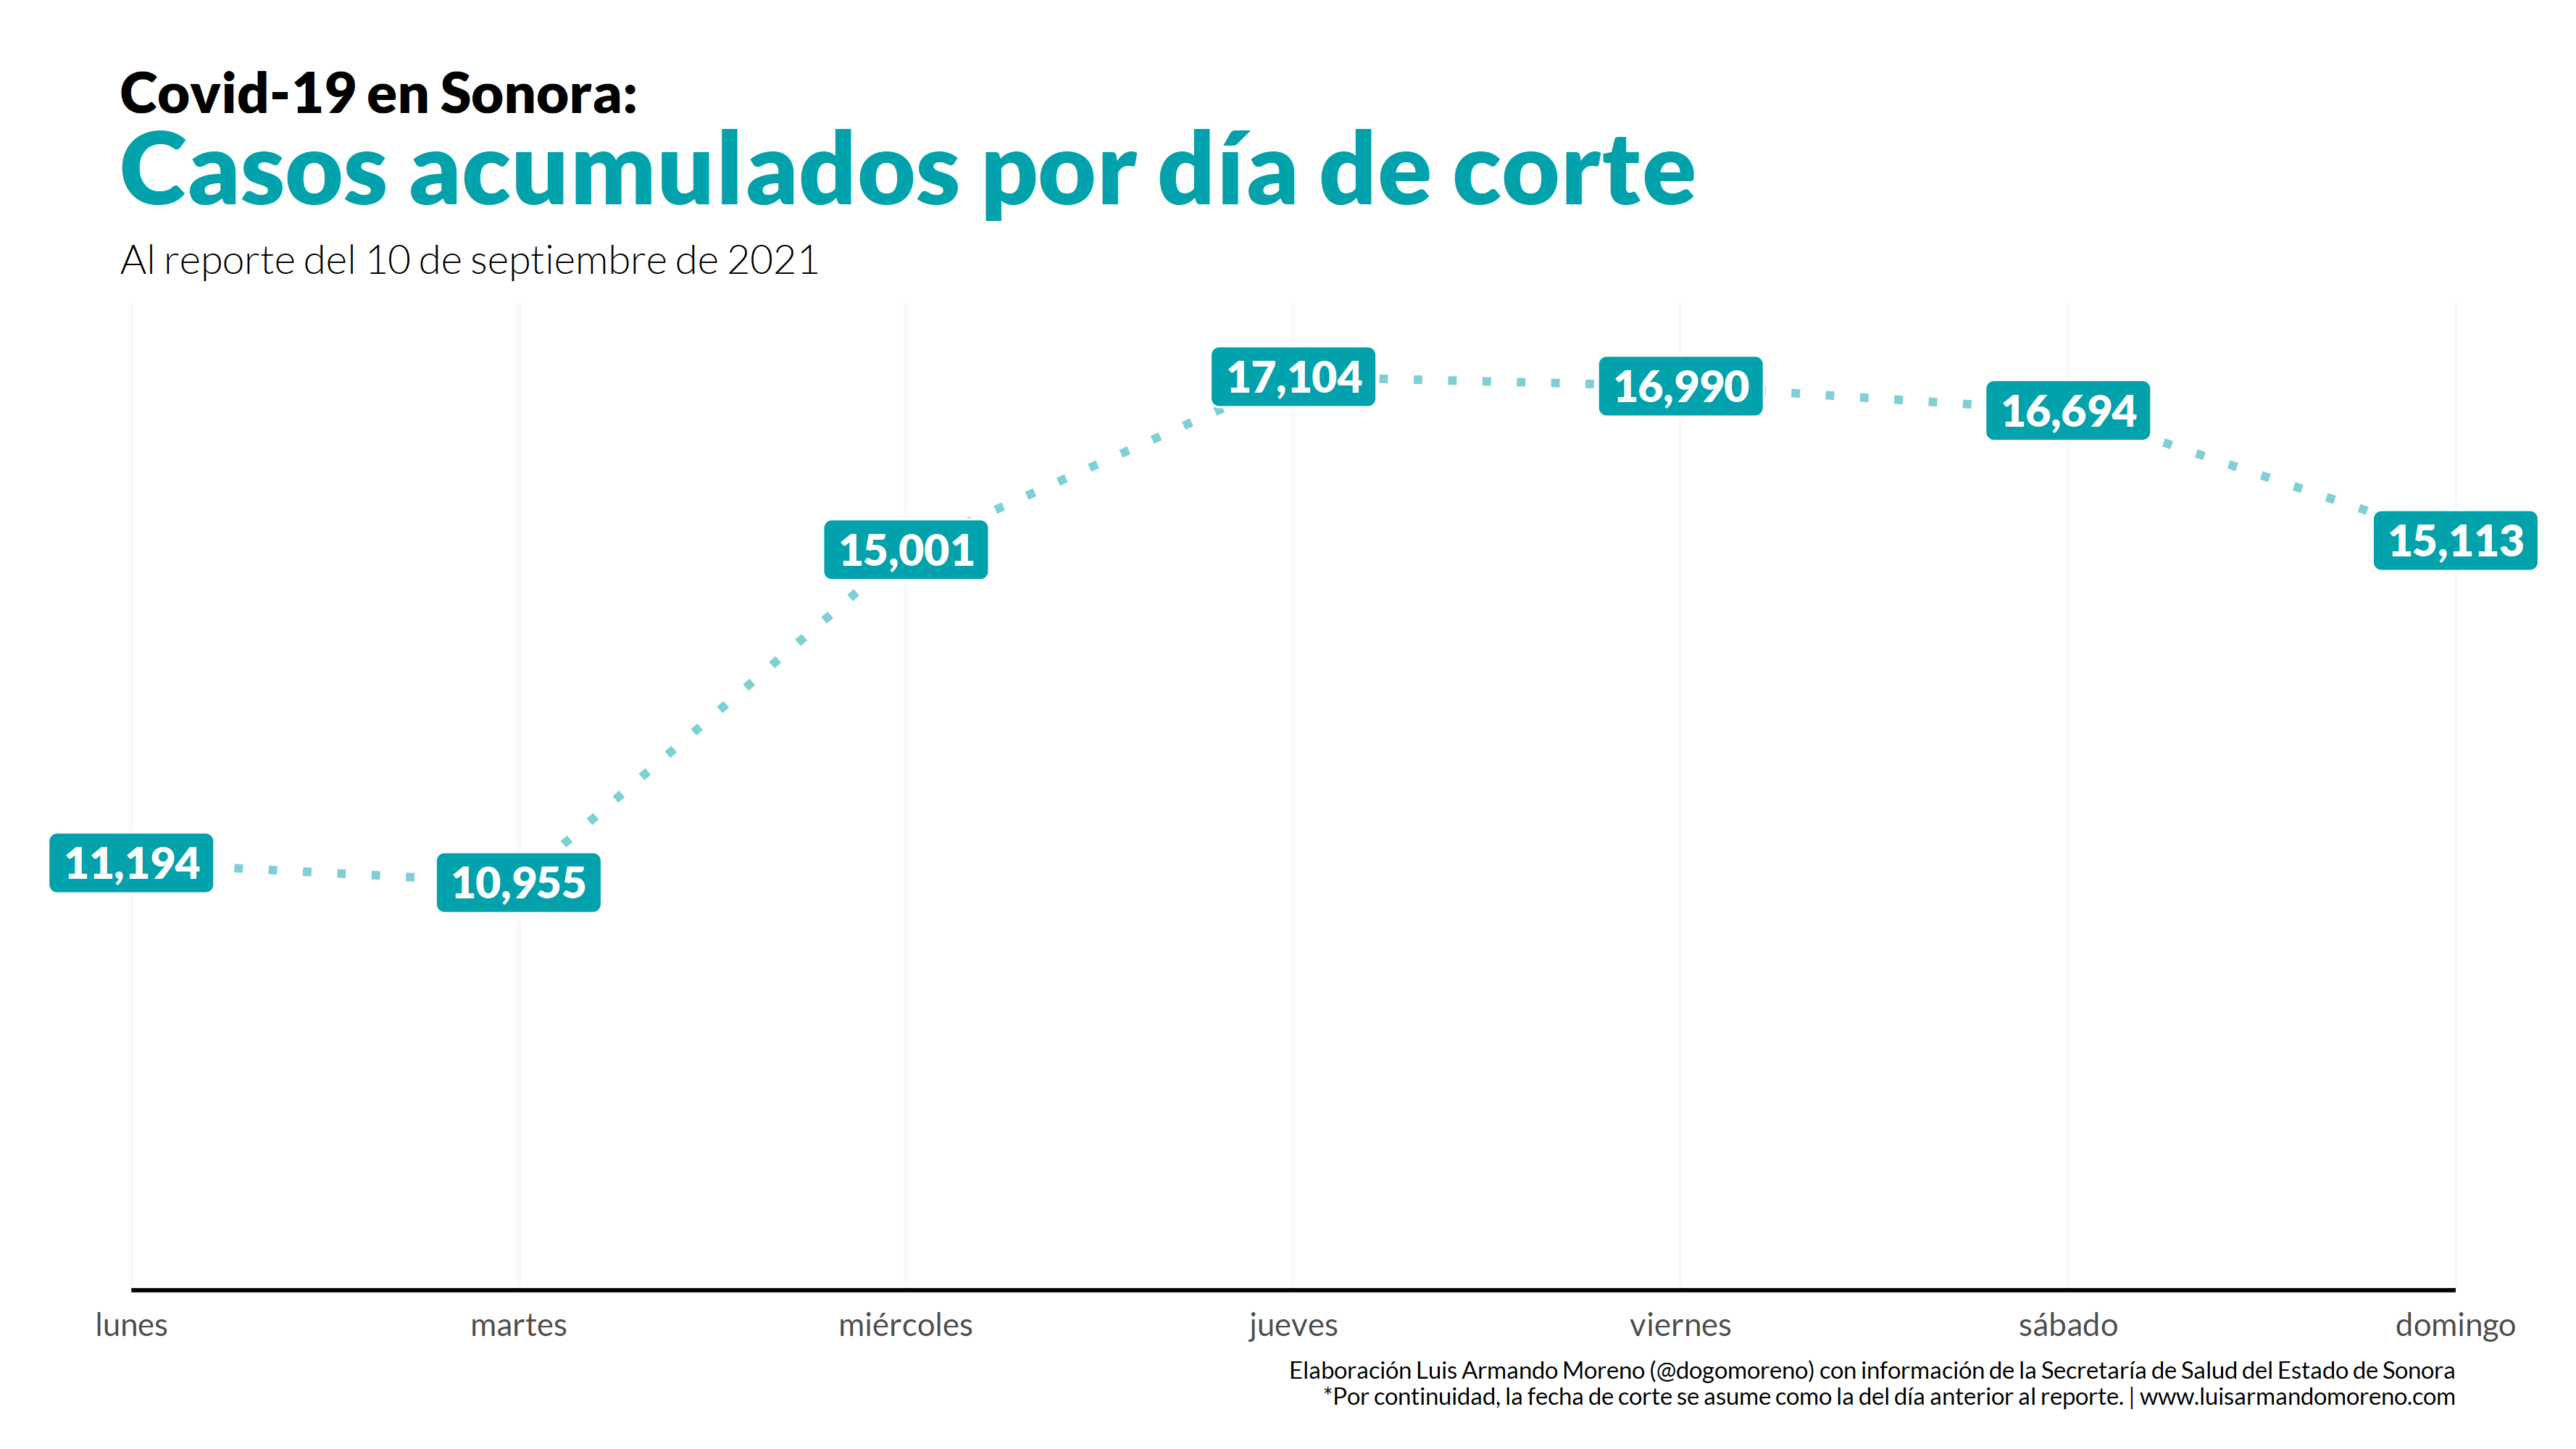 Covid-19 en Sonora:
Casos acumulados por día de corte
Al reporte del 10 de septiembre de 2021
17,104
16,990
16,694
15,001
15,113
11,194
10,955
lunes
martes
miércoles
jueves
viernes
sábado
domingo
Elaboración Luis Armando Moreno (@dogomoreno) con información de la Secretaría de Salud del Estado de Sonora
*Por continuidad, la fecha de corte se asume como la del día anterior al reporte. | www.luisarmandomoreno.com